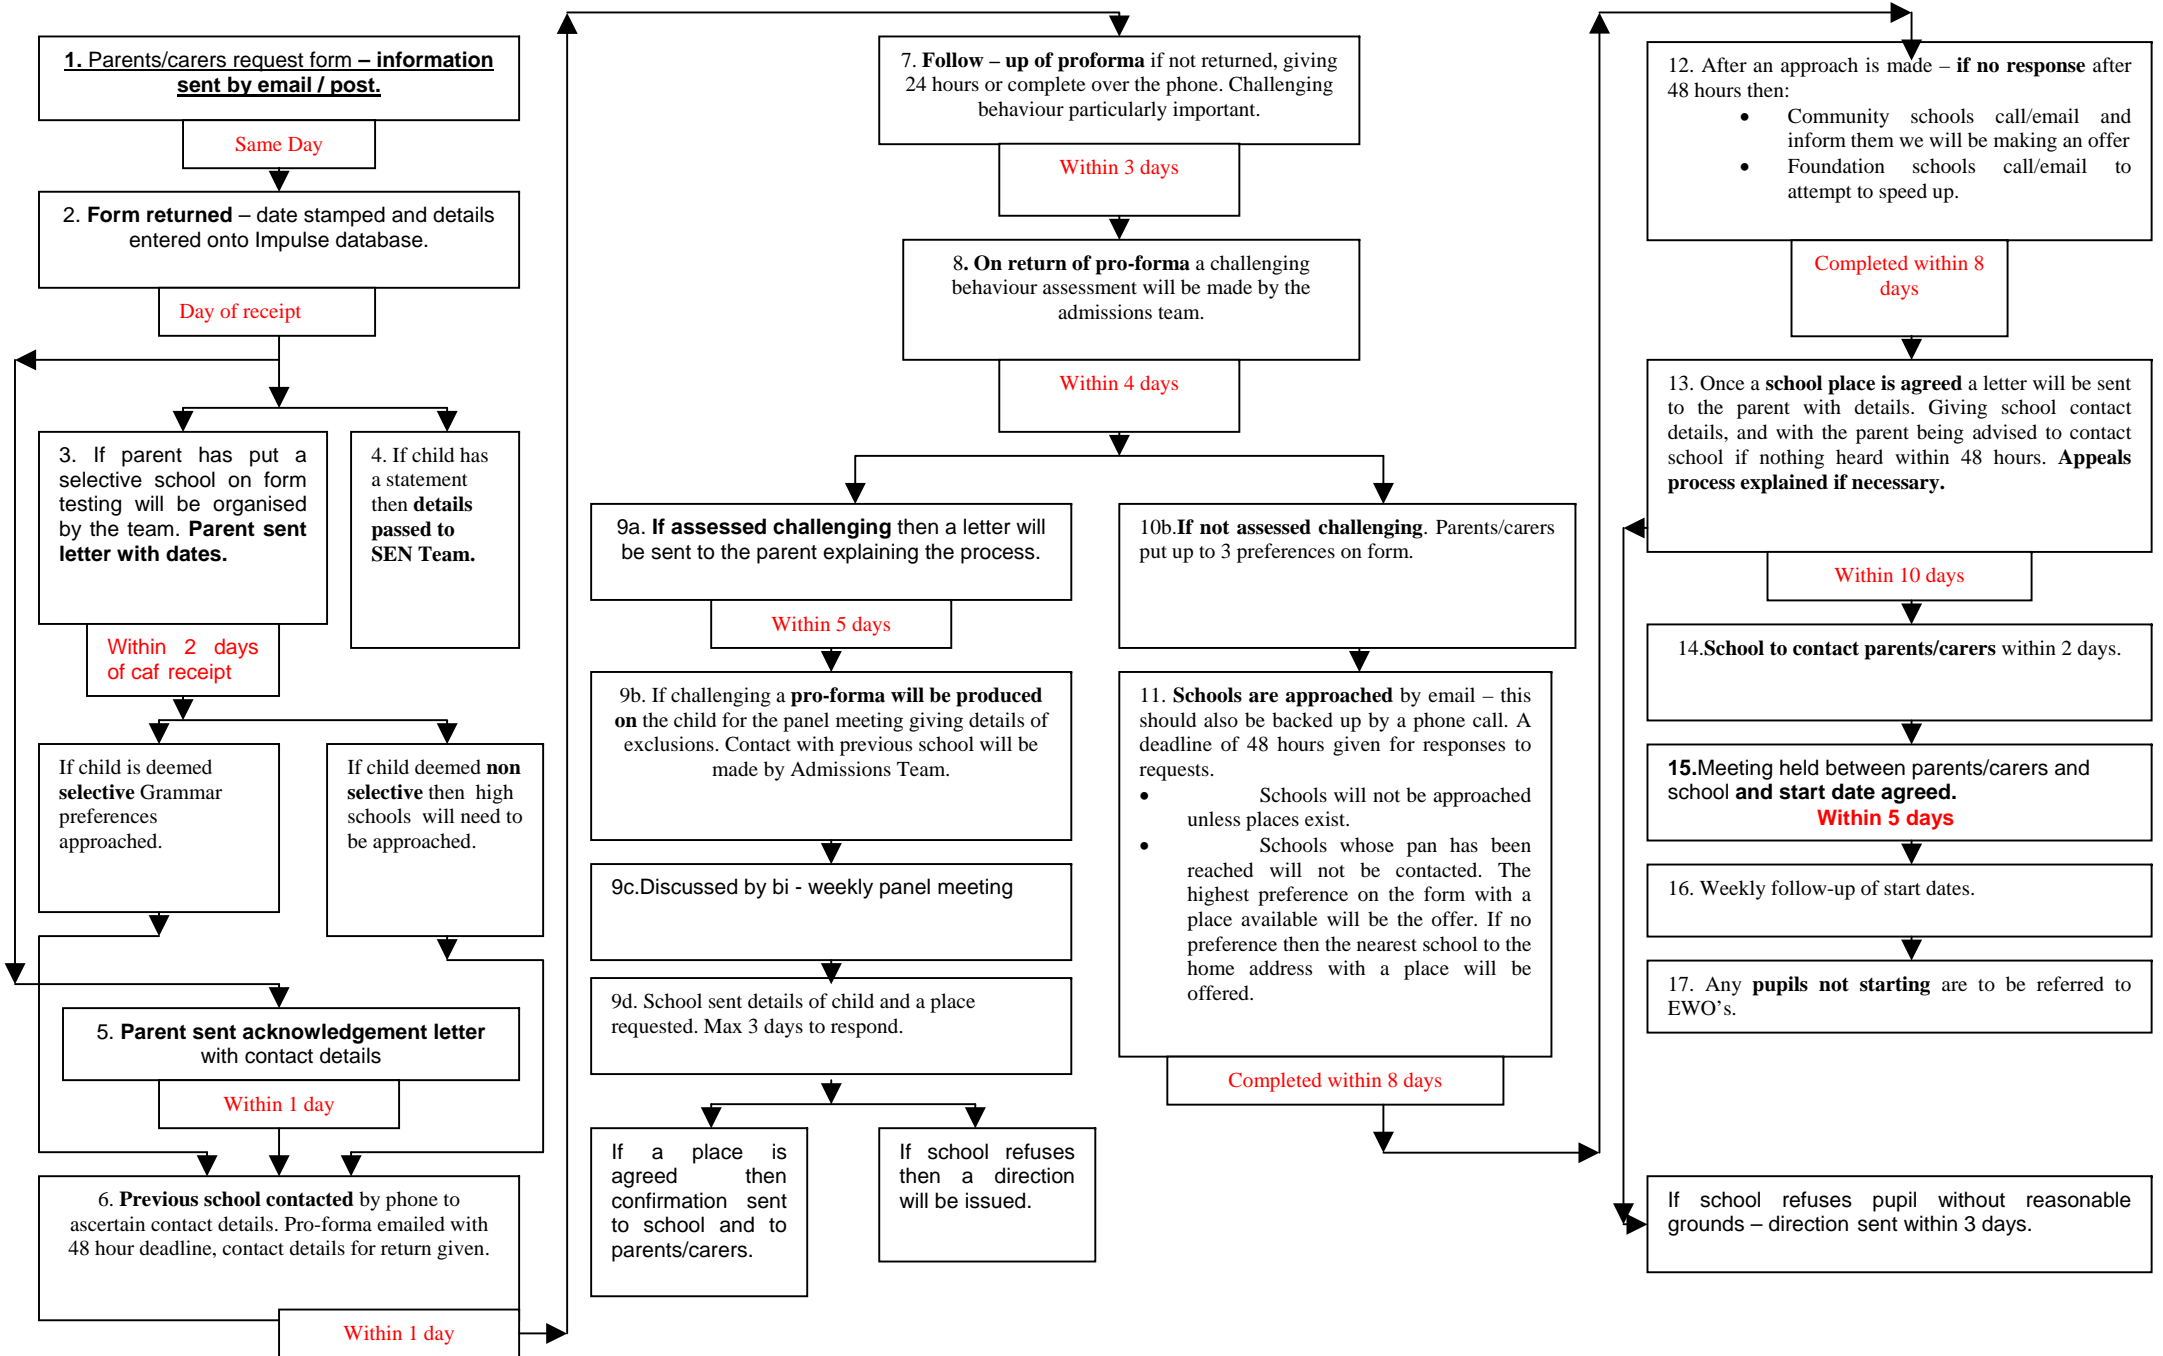 1. Parents/carers request form – information
sent by email / post.
Same Day
2. Form returned – date stamped and details
entered onto Impulse database.
Day of receipt
3. If parent has put a
selective school on form
testing will be organised
by the team. Parent sent
letter with dates.
4. If child has
a statement
then details
passed to
SEN Team.
Within 2 days
of caf receipt
If child is deemed
selective Grammar
preferences
approached.
If child deemed non
selective then high
schools will need to
be approached.
5. Parent sent acknowledgement letter
with contact details
Within 1 day
6. Previous school contacted by phone to
ascertain contact details. Pro-forma emailed with
48 hour deadline, contact details for return given.
Within 1 day
7. Follow – up of proforma if not returned, giving
24 hours or complete over the phone. Challenging
behaviour particularly important.
Within 3 days
8. On return of pro-forma a challenging
behaviour assessment will be made by the
admissions team.
Within 4 days
9a. If assessed challenging then a letter will
be sent to the parent explaining the process.
Within 5 days
9b. If challenging a pro-forma will be produced
on the child for the panel meeting giving details of
exclusions. Contact with previous school will be
made by Admissions Team.
9c.Discussed by bi - weekly panel meeting
9d. School sent details of child and a place
requested. Max 3 days to respond.
If a place is
agreed then
confirmation sent
to school and to
parents/carers.
If school refuses
then a direction
will be issued.
10b.If not assessed challenging. Parents/carers
put up to 3 preferences on form.
11. Schools are approached by email – this
should also be backed up by a phone call. A
deadline of 48 hours given for responses to
requests.
• Schools will not be approached
unless places exist.
• Schools whose pan has been
reached will not be contacted. The
highest preference on the form with a
place available will be the offer. If no
preference then the nearest school to the
home address with a place will be
offered.
Completed within 8 days
12. After an approach is made – if no response after
48 hours then:
• Community schools call/email and
inform them we will be making an offer
• Foundation schools call/email to
attempt to speed up.
Completed within 8
days
13. Once a school place is agreed a letter will be sent
to the parent with details. Giving school contact
details, and with the parent being advised to contact
school if nothing heard within 48 hours. Appeals
process explained if necessary.
Within 10 days
14.School to contact parents/carers within 2 days.
15.Meeting held between parents/carers and
school and start date agreed.
Within 5 days
16. Weekly follow-up of start dates.
17. Any pupils not starting are to be referred to
EWO's.
If school refuses pupil without reasonable
grounds – direction sent within 3 days.